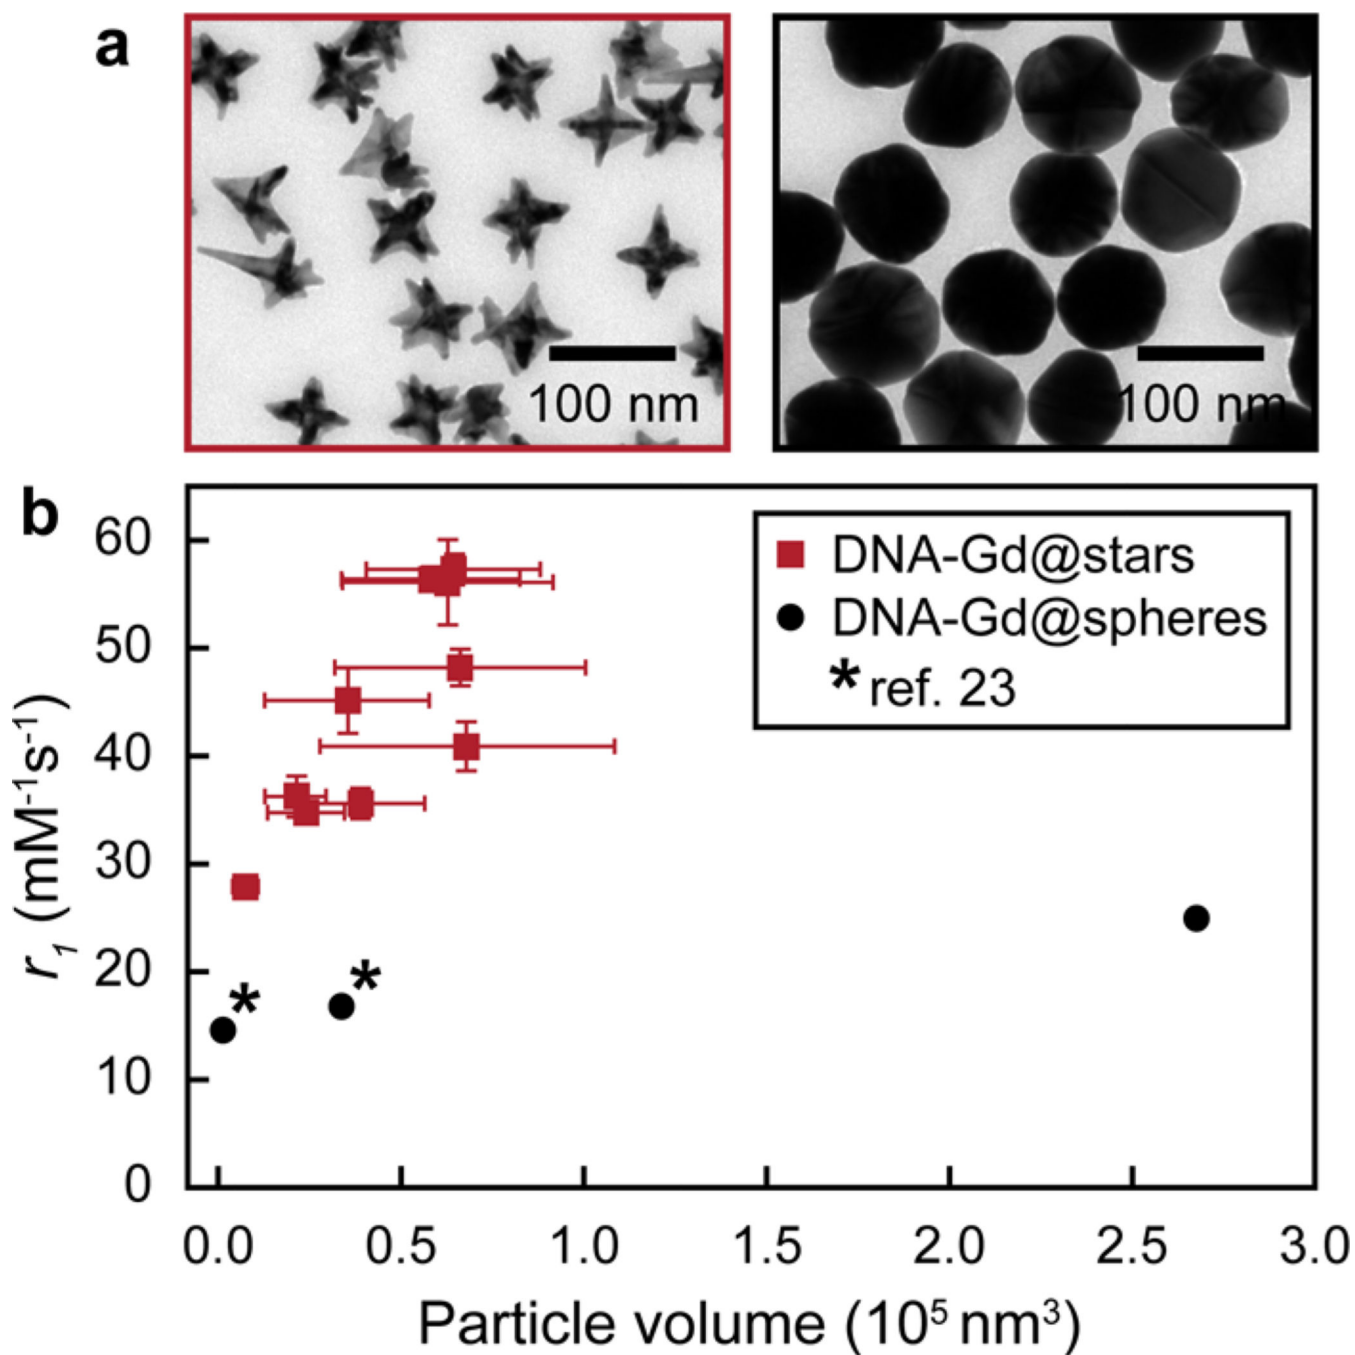 a
100 nm
100 nm
b
DNA-Gd@stars
DNA-Gd@spheres
* ref. 23
60
50
40
30
20
10
0
r₁ (mM⁻¹s⁻¹)
*
*
0.0 0.5 1.0 1.5 2.0 2.5 3.0
Particle volume (10⁵ nm³)